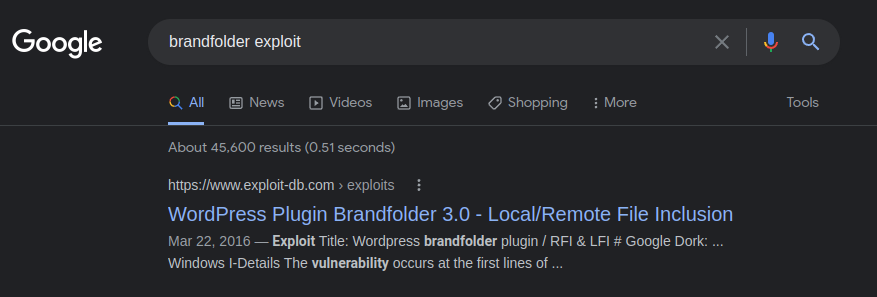 Google
brandfolder exploit
All News Videos Images Shopping More Tools
About 45,600 results (0.51 seconds)
https://www.exploit-db.com › exploits
WordPress Plugin Brandfolder 3.0 - Local/Remote File Inclusion
Mar 22, 2016 — Exploit Title: Wordpress brandfolder plugin / RFI & LFI # Google Dork: ...
Windows I-Details The vulnerability occurs at the first lines of ...